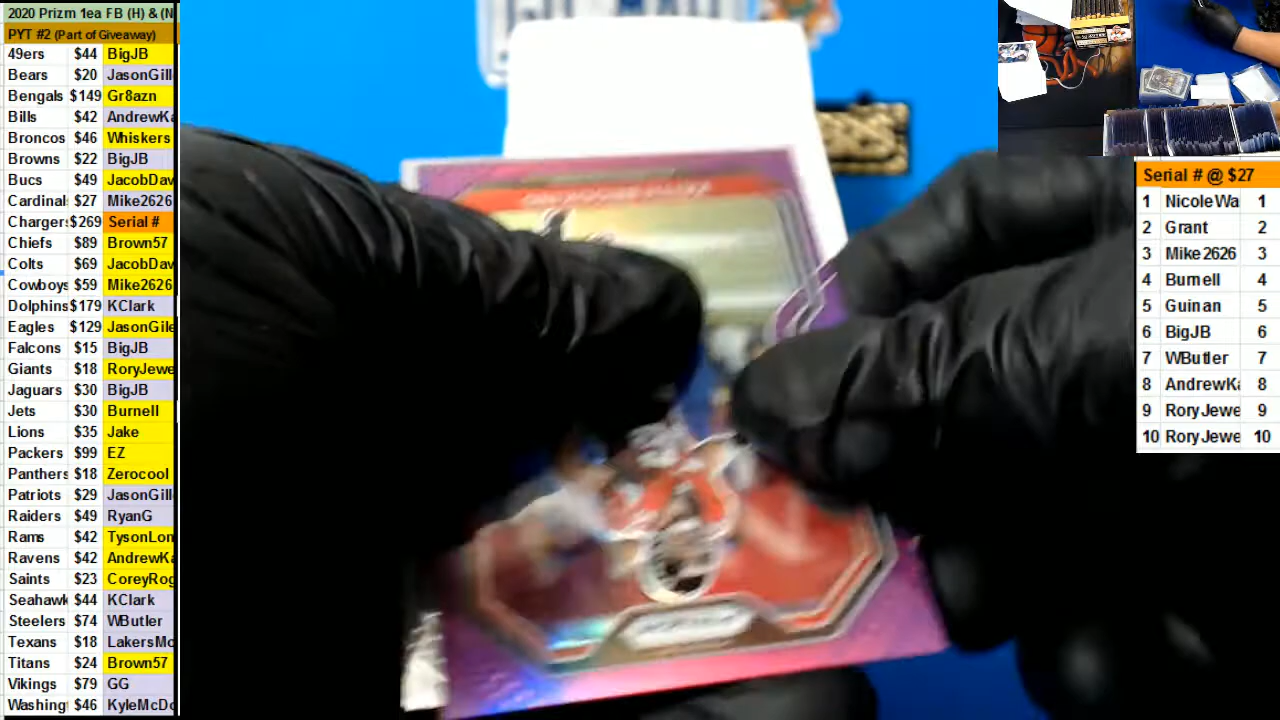 2020 Prizm 1ea FB (H) & (N
PYT #2 (Part of Giveaway)
49ers $44 BigJB
Bears $20 JasonGill
Bengals $149 Gr8azn
Bills $42 AndrewKa
Broncos $46 Whiskers
Browns $22 BigJB
Bucs $49 JacobDav
Cardinal $27 Mike2626
Chargers $269 Serial #
Chiefs $89 Brown57
Colts $69 JacobDav
Cowboys $59 Mike2626
Dolphins $179 KClark
Eagles $129 JasonGile
Falcons $15 BigJB
Giants $18 RoryJewe
Jaguars $30 BigJB
Jets $30 Burnell
Lions $35 Jake
Packers $99 EZ
Panthers $18 Zerocool
Patriots $29 JasonGill
Raiders $49 RyanG
Rams $42 TysonLon
Ravens $42 AndrewKa
Saints $23 CoreyRog
Seahawk $44 KClark
Steelers $74 WButler
Texans $18 LakersMc
Titans $24 Brown57
Vikings $79 GG
Washing $46 KyleMcDo
Serial # @ $27
1 NicoleWa 1
2 Grant 2
3 Mike2626 3
4 Burnell 4
5 Guinan 5
6 BigJB 6
7 WButler 7
8 AndrewKa 8
9 RoryJewe 9
10 RoryJewe 10